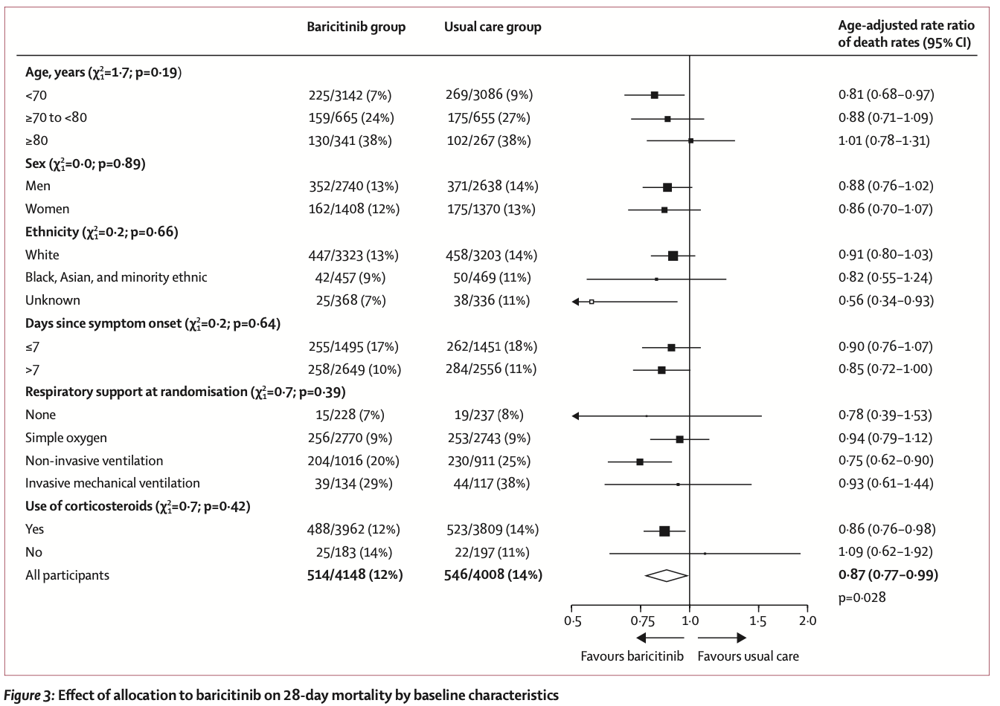 Baricitinib group Usual care group Age-adjusted rate ratio
of death rates (95% CI)
Age, years (χ²₁=1·7; p=0·19)
<70 225/3142 (7%) 269/3086 (9%) 0·81 (0·68–0·97)
≥70 to <80 159/665 (24%) 175/655 (27%) 0·88 (0·71–1·09)
≥80 130/341 (38%) 102/267 (38%) 1·01 (0·78–1·31)
Sex (χ²₁=0·0; p=0·89)
Men 352/2740 (13%) 371/2638 (14%) 0·88 (0·76–1·02)
Women 162/1408 (12%) 175/1370 (13%) 0·86 (0·70–1·07)
Ethnicity (χ²₁=0·2; p=0·66)
White 447/3323 (13%) 458/3203 (14%) 0·91 (0·80–1·03)
Black, Asian, and minority ethnic 42/457 (9%) 50/469 (11%) 0·82 (0·55–1·24)
Unknown 25/368 (7%) 38/336 (11%) 0·56 (0·34–0·93)
Days since symptom onset (χ²₁=0·2; p=0·64)
≤7 255/1495 (17%) 262/1451 (18%) 0·90 (0·76–1·07)
>7 258/2649 (10%) 284/2556 (11%) 0·85 (0·72–1·00)
Respiratory support at randomisation (χ²₁=0·7; p=0·39)
None 15/228 (7%) 19/237 (8%) 0·78 (0·39–1·53)
Simple oxygen 256/2770 (9%) 253/2743 (9%) 0·94 (0·79–1·12)
Non-invasive ventilation 204/1016 (20%) 230/911 (25%) 0·75 (0·62–0·90)
Invasive mechanical ventilation 39/134 (29%) 44/117 (38%) 0·93 (0·61–1·44)
Use of corticosteroids (χ²₁=0·7; p=0·42)
Yes 488/3962 (12%) 523/3809 (14%) 0·86 (0·76–0·98)
No 25/183 (14%) 22/197 (11%) 1·09 (0·62–1·92)
All participants 514/4148 (12%) 546/4008 (14%) 0·87 (0·77–0·99)
p=0·028
0·5 0·75 1·0 1·5 2·0
Favours baricitinib Favours usual care
Figure 3: Effect of allocation to baricitinib on 28-day mortality by baseline characteristics